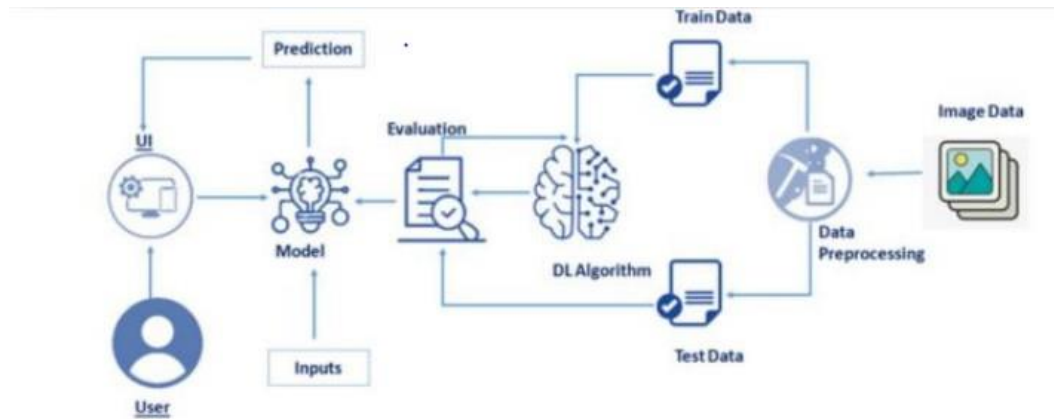 Train Data
Prediction
Image Data
Evaluation
UI
Model
Data
Preprocessing
DL Algorithm
Inputs
Test Data
User